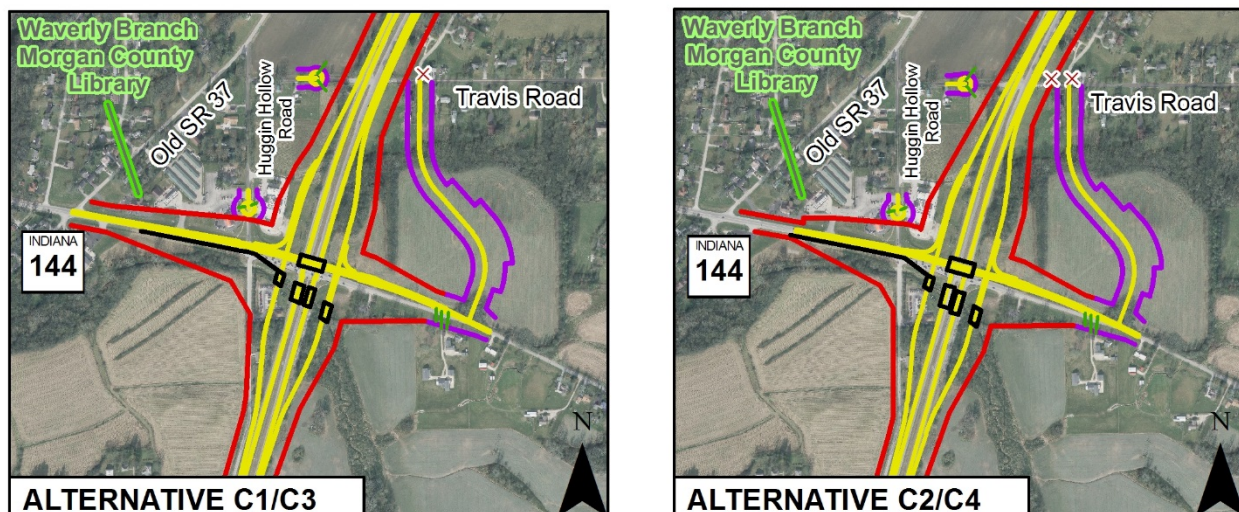 Waverly Branch
Morgan County
Library
Old SR 37
Huggin Hollow
Road
Travis Road
INDIANA
144
N
ALTERNATIVE C1/C3
Waverly Branch
Morgan County
Library
Old SR 37
Huggin Hollow
Road
Travis Road
INDIANA
144
N
ALTERNATIVE C2/C4